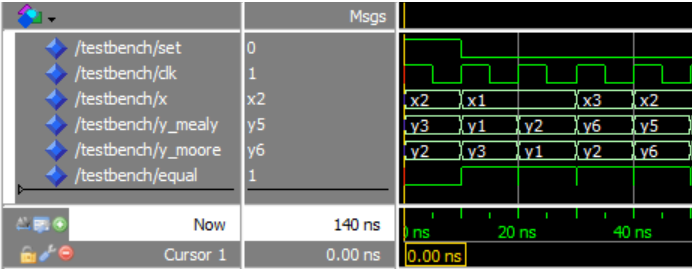 Msgs
/testbench/set 0
/testbench/clk 1
/testbench/x x2 x2 x1 x3 x2
/testbench/y_mealy y5 y3 y1 y2 y6 y5
/testbench/y_moore y6 y2 y3 y1 y2 y6
/testbench/equal 1
Now 140 ns 0 ns 20 ns 40 ns
Cursor 1 0.00 ns 0.00 ns